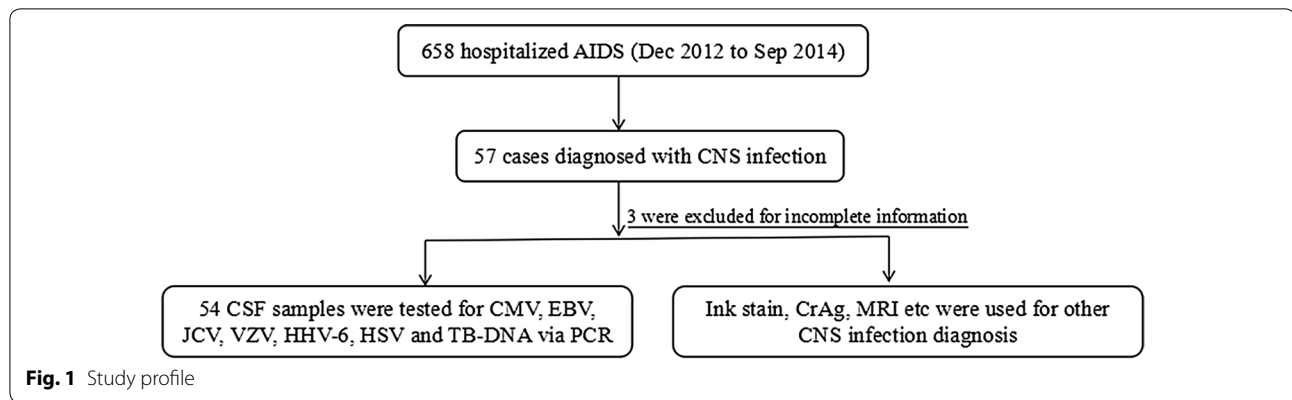 658 hospitalized AIDS (Dec 2012 to Sep 2014)
57 cases diagnosed with CNS infection
3 were excluded for incomplete information
54 CSF samples were tested for CMV, EBV,
JCV, VZV, HHV-6, HSV and TB-DNA via PCR
Ink stain, CrAg, MRI etc were used for other
CNS infection diagnosis
Fig. 1 Study profile